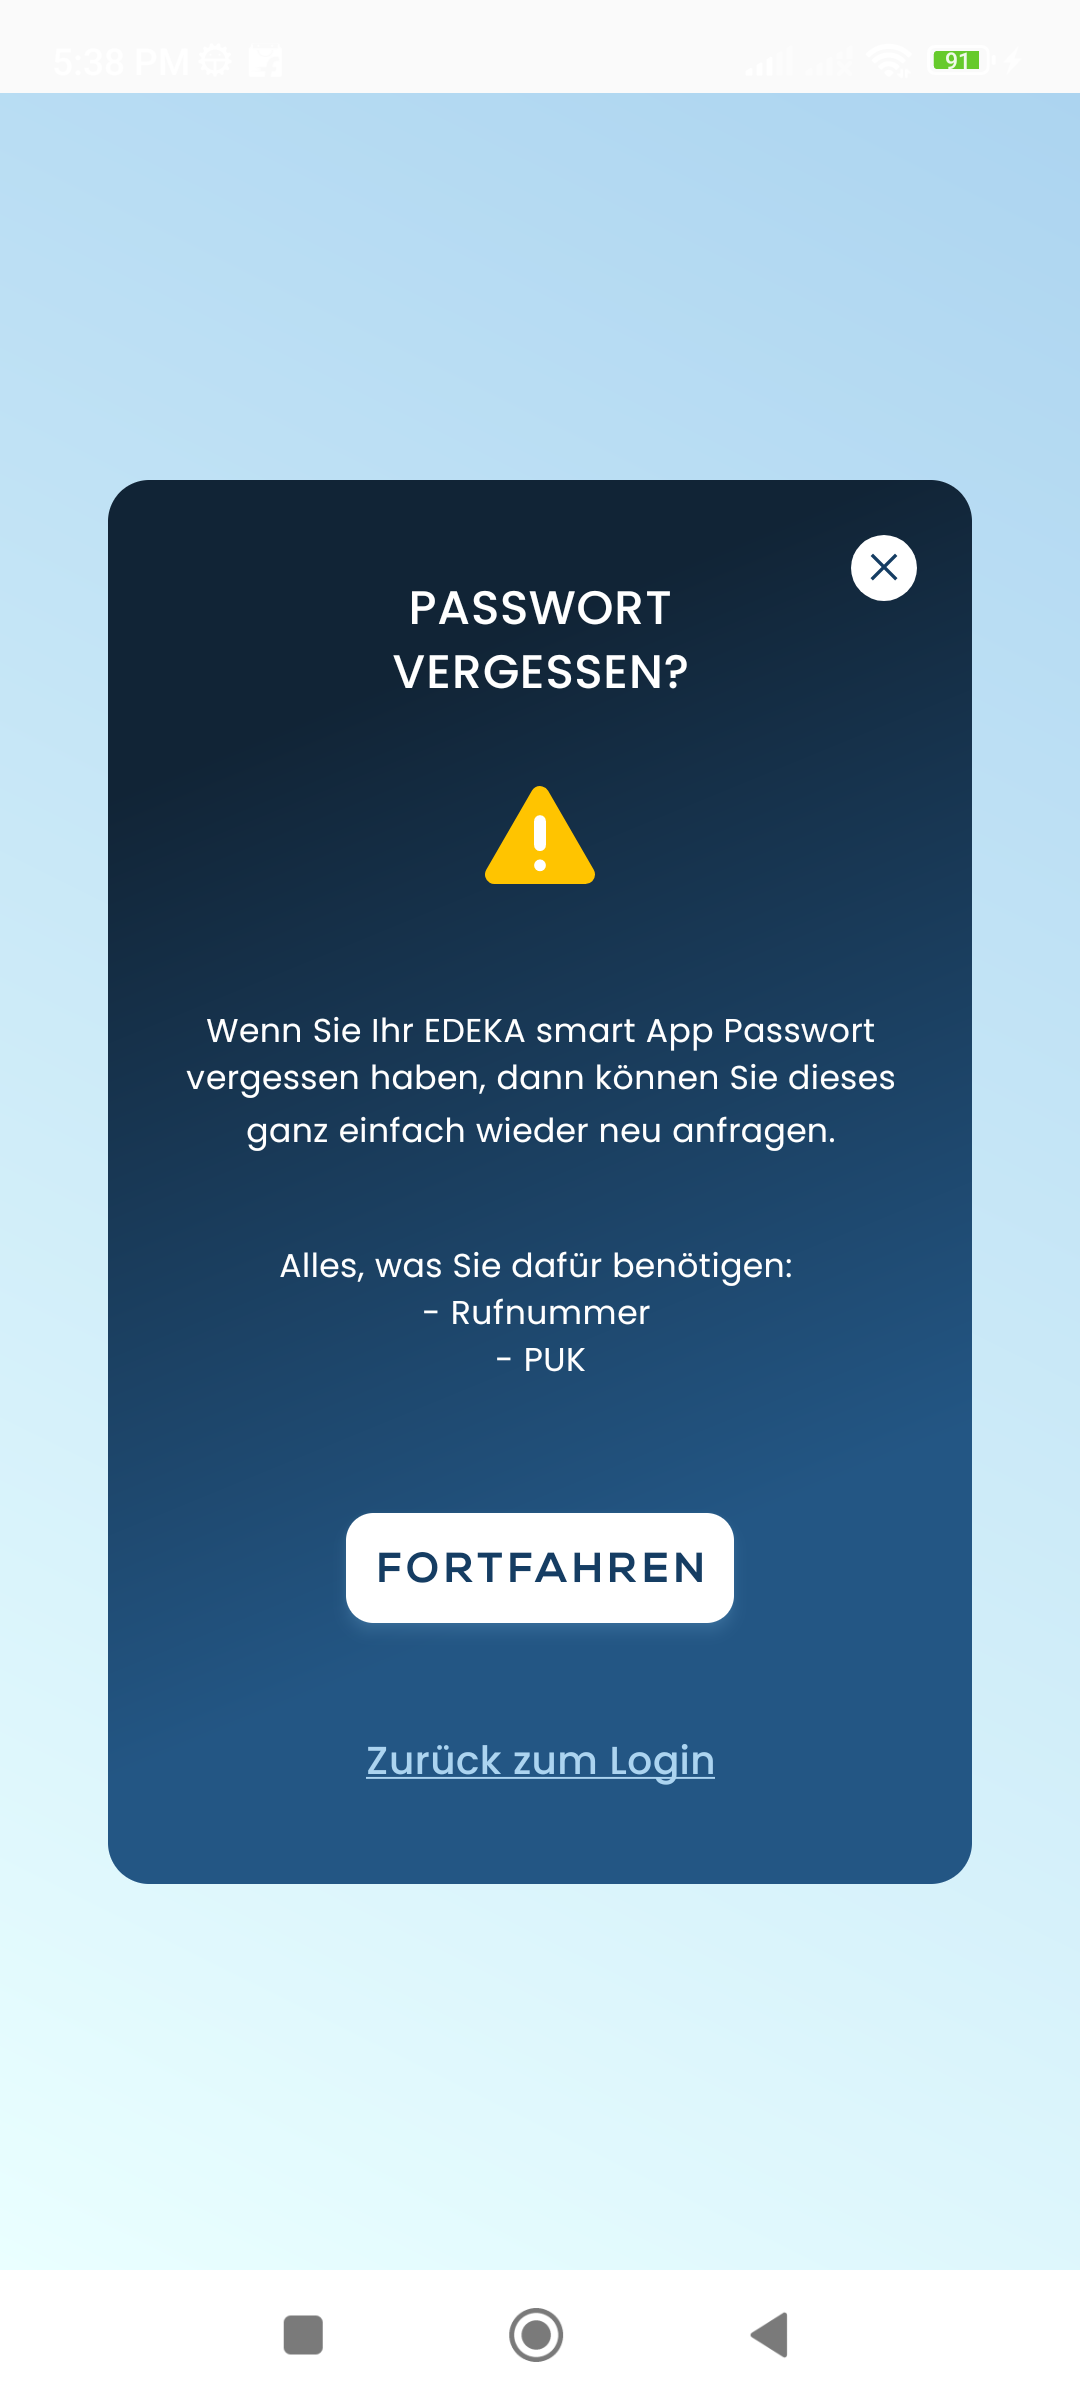 5:38 PM
91
PASSWORT
VERGESSEN?
Wenn Sie Ihr EDEKA smart App Passwort
vergessen haben, dann können Sie dieses
ganz einfach wieder neu anfragen.
Alles, was Sie dafür benötigen:
- Rufnummer
- PUK
FORTFAHREN
Zurück zum Login